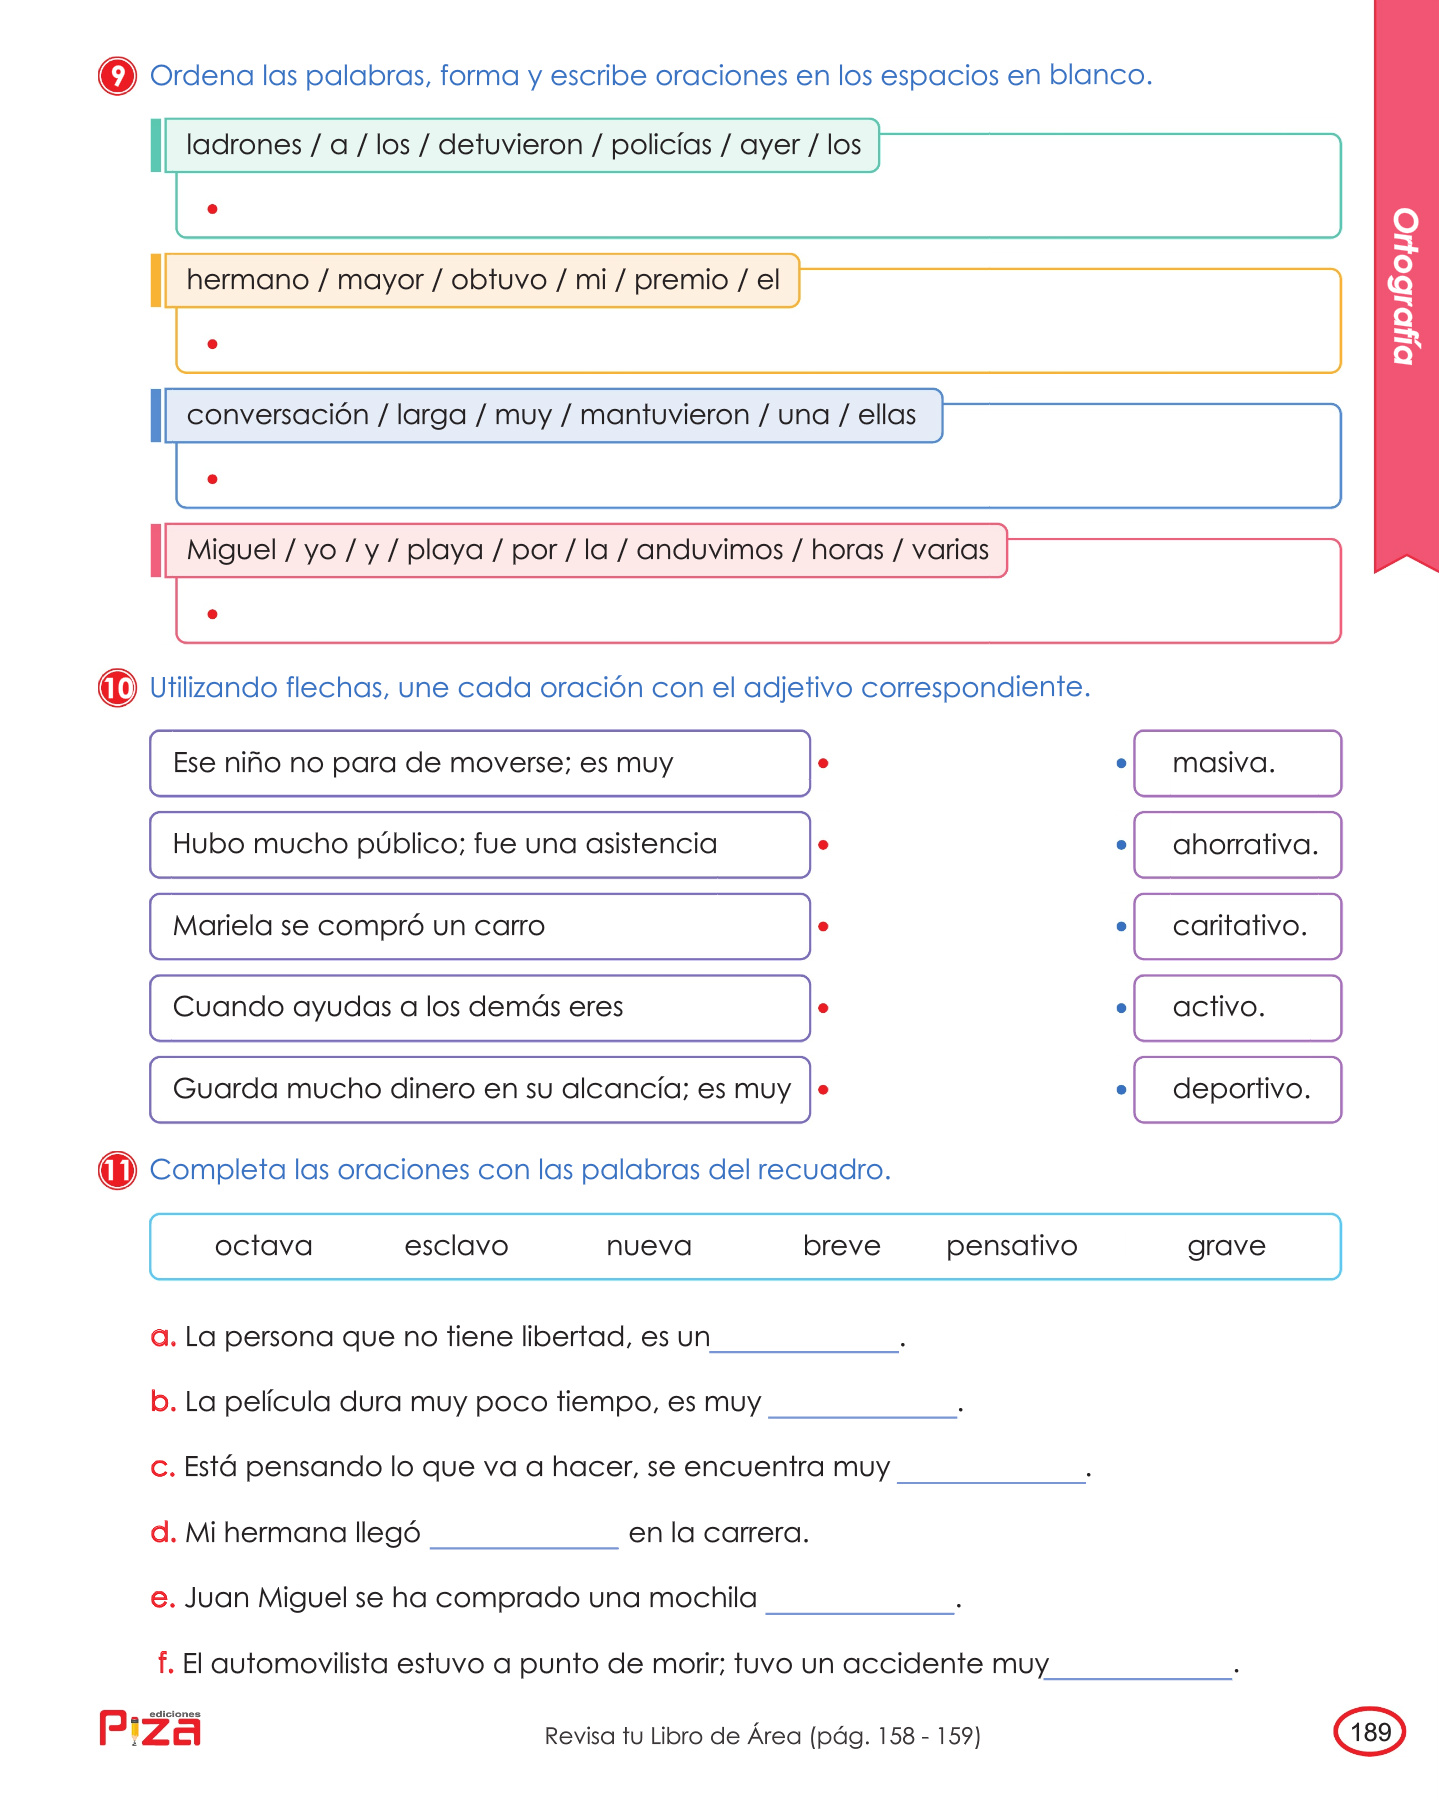 9 Ordena las palabras, forma y escribe oraciones en los espacios en blanco.
ladrones / a / los / detuvieron / policías / ayer / los
•
hermano / mayor / obtuvo / mi / premio / el
•
conversación / larga / muy / mantuvieron / una / ellas
•
Miguel / yo / y / playa / por / la / anduvimos / horas / varias
•
Ortografía
10 Utilizando flechas, une cada oración con el adjetivo correspondiente.
Ese niño no para de moverse; es muy • • masiva.
Hubo mucho público; fue una asistencia • • ahorrativa.
Mariela se compró un carro • • caritativo.
Cuando ayudas a los demás eres • • activo.
Guarda mucho dinero en su alcancía; es muy • • deportivo.
11 Completa las oraciones con las palabras del recuadro.
octava esclavo nueva breve pensativo grave
a. La persona que no tiene libertad, es un____________.
b. La película dura muy poco tiempo, es muy ____________.
c. Está pensando lo que va a hacer, se encuentra muy ____________.
d. Mi hermana llegó ____________ en la carrera.
e. Juan Miguel se ha comprado una mochila ____________.
f. El automovilista estuvo a punto de morir; tuvo un accidente muy____________.
ediciones
Piza
Revisa tu Libro de Área (pág. 158 - 159)
189